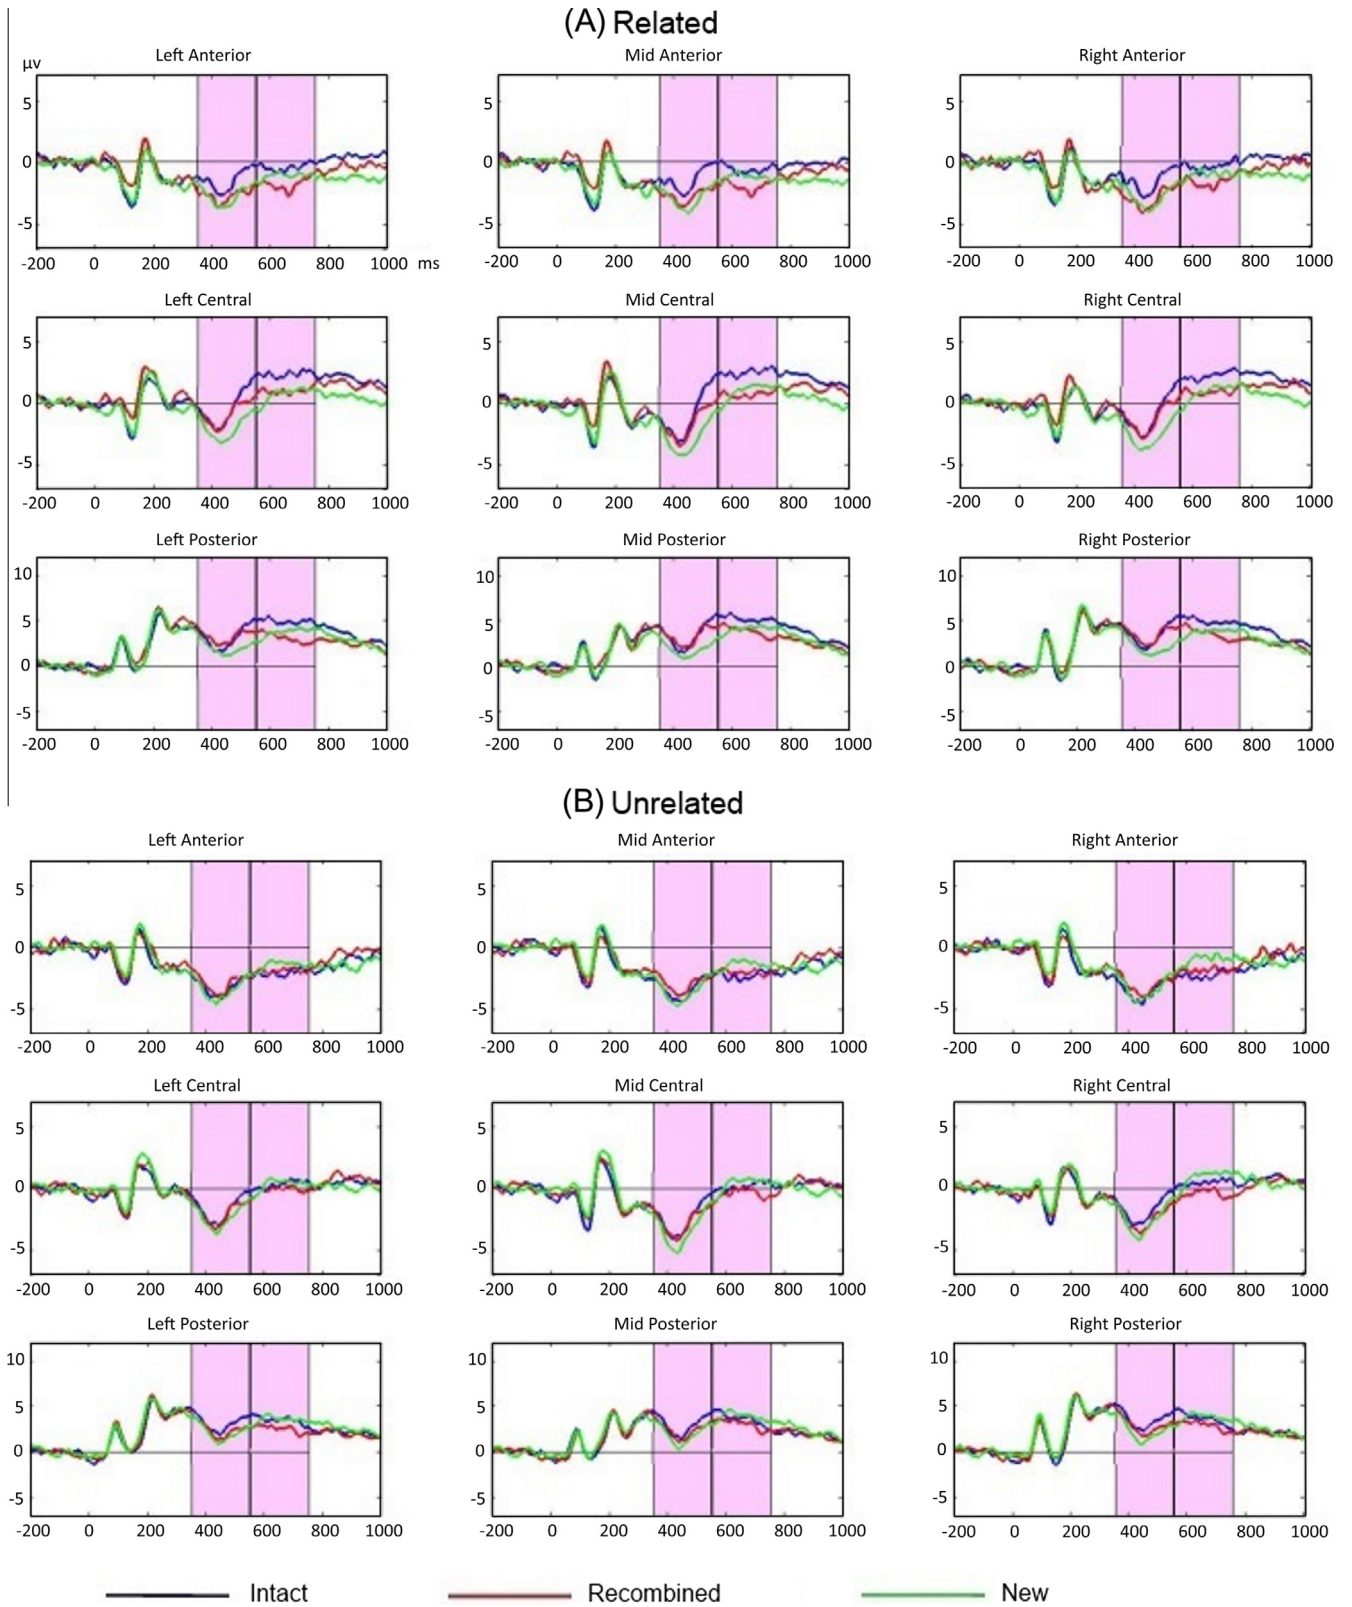 (A) Related
Left Anterior Mid Anterior Right Anterior
μv
5 5 5
0 0 0
-5 -5 -5
-200 0 200 400 600 800 1000 ms -200 0 200 400 600 800 1000 -200 0 200 400 600 800 1000
Left Central Mid Central Right Central
5 5 5
0 0 0
-5 -5 -5
-200 0 200 400 600 800 1000 -200 0 200 400 600 800 1000 -200 0 200 400 600 800 1000
Left Posterior Mid Posterior Right Posterior
10 10 10
5 5 5
0 0 0
-5 -5 -5
-200 0 200 400 600 800 1000 -200 0 200 400 600 800 1000 -200 0 200 400 600 800 1000
(B) Unrelated
Left Anterior Mid Anterior Right Anterior
5 5 5
0 0 0
-5 -5 -5
-200 0 200 400 600 800 1000 -200 0 200 400 600 800 1000 -200 0 200 400 600 800 1000
Left Central Mid Central Right Central
5 5 5
0 0 0
-5 -5 -5
-200 0 200 400 600 800 1000 -200 0 200 400 600 800 1000 -200 0 200 400 600 800 1000
Left Posterior Mid Posterior Right Posterior
10 10 10
5 5 5
0 0 0
-5 -5 -5
-200 0 200 400 600 800 1000 -200 0 200 400 600 800 1000 -200 0 200 400 600 800 1000
Intact Recombined New